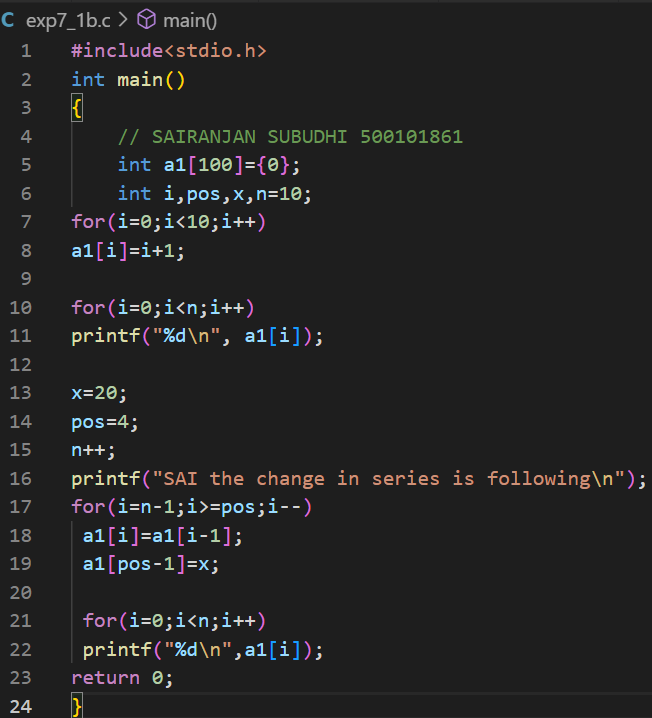 C exp7_1b.c > main()
1 #include<stdio.h>
2 int main()
3 {
4     // SAIRANJAN SUBUDHI 500101861
5     int a1[100]={0};
6     int i,pos,x,n=10;
7 for(i=0;i<10;i++)
8 a1[i]=i+1;
9
10 for(i=0;i<n;i++)
11 printf("%d\n", a1[i]);
12
13 x=20;
14 pos=4;
15 n++;
16 printf("SAI the change in series is following\n");
17 for(i=n-1;i>=pos;i--)
18  a1[i]=a1[i-1];
19  a1[pos-1]=x;
20
21  for(i=0;i<n;i++)
22  printf("%d\n",a1[i]);
23 return 0;
24 }